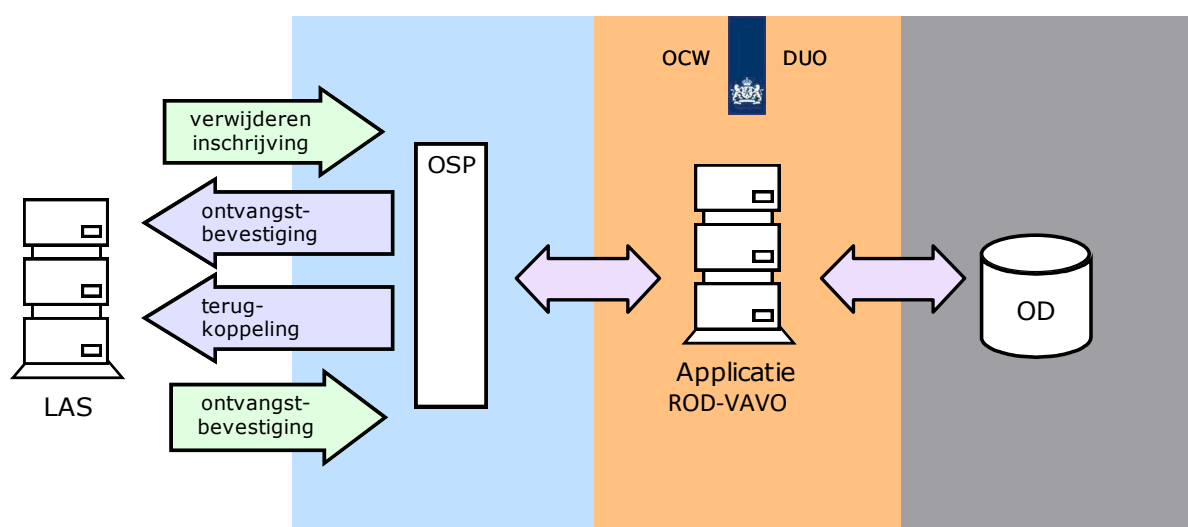 OCW DUO
verwijderen
inschrijving
OSP
ontvangst-
bevestiging
terug-
koppeling
OD
Applicatie
ROD-VAVO
LAS
ontvangst-
bevestiging